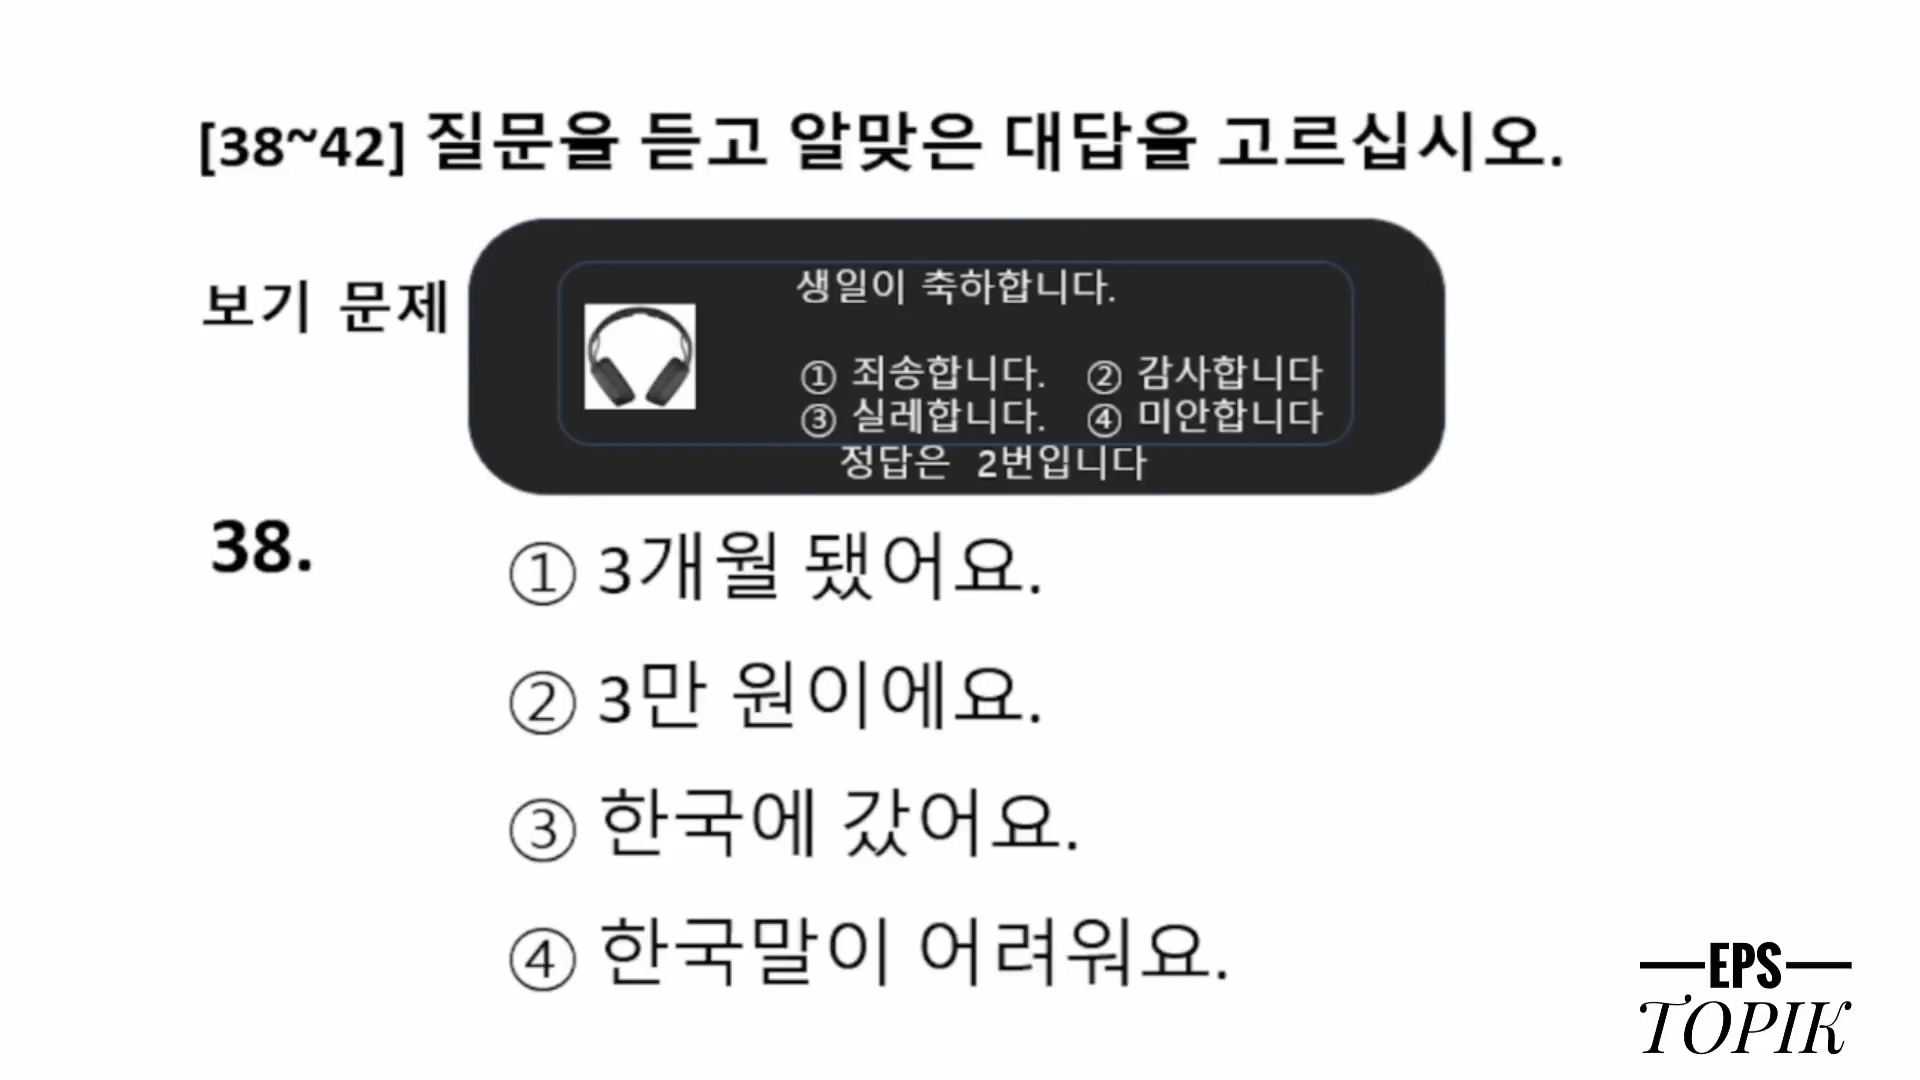 [38~42] 질문을 듣고 알맞은 대답을 고르십시오.
보기 문제
생일이 축하합니다.
① 죄송합니다. ② 감사합니다
③ 실레합니다. ④ 미안합니다
정답은 2번입니다
38.
① 3개월 됐어요.
② 3만 원이에요.
③ 한국에 갔어요.
④ 한국말이 어려워요.
EPS
TOPIK